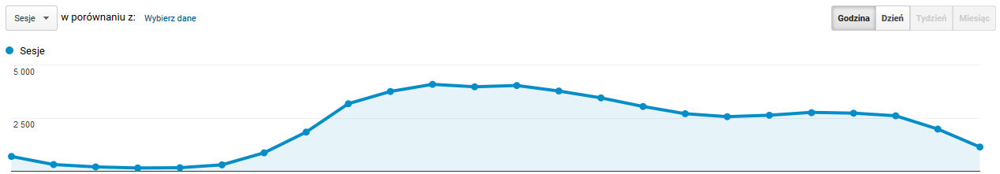 Sesje w porównaniu z: Wybierz dane Godzina Dzień Tydzień Miesiąc
Sesje
5 000
2 500